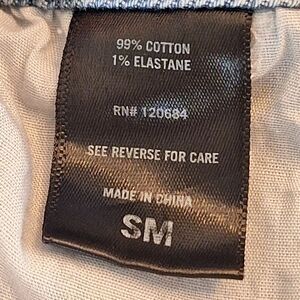 99% COTTON
1% ELASTANE
RN# 120684
SEE REVERSE FOR CARE
MADE IN CHINA
SM